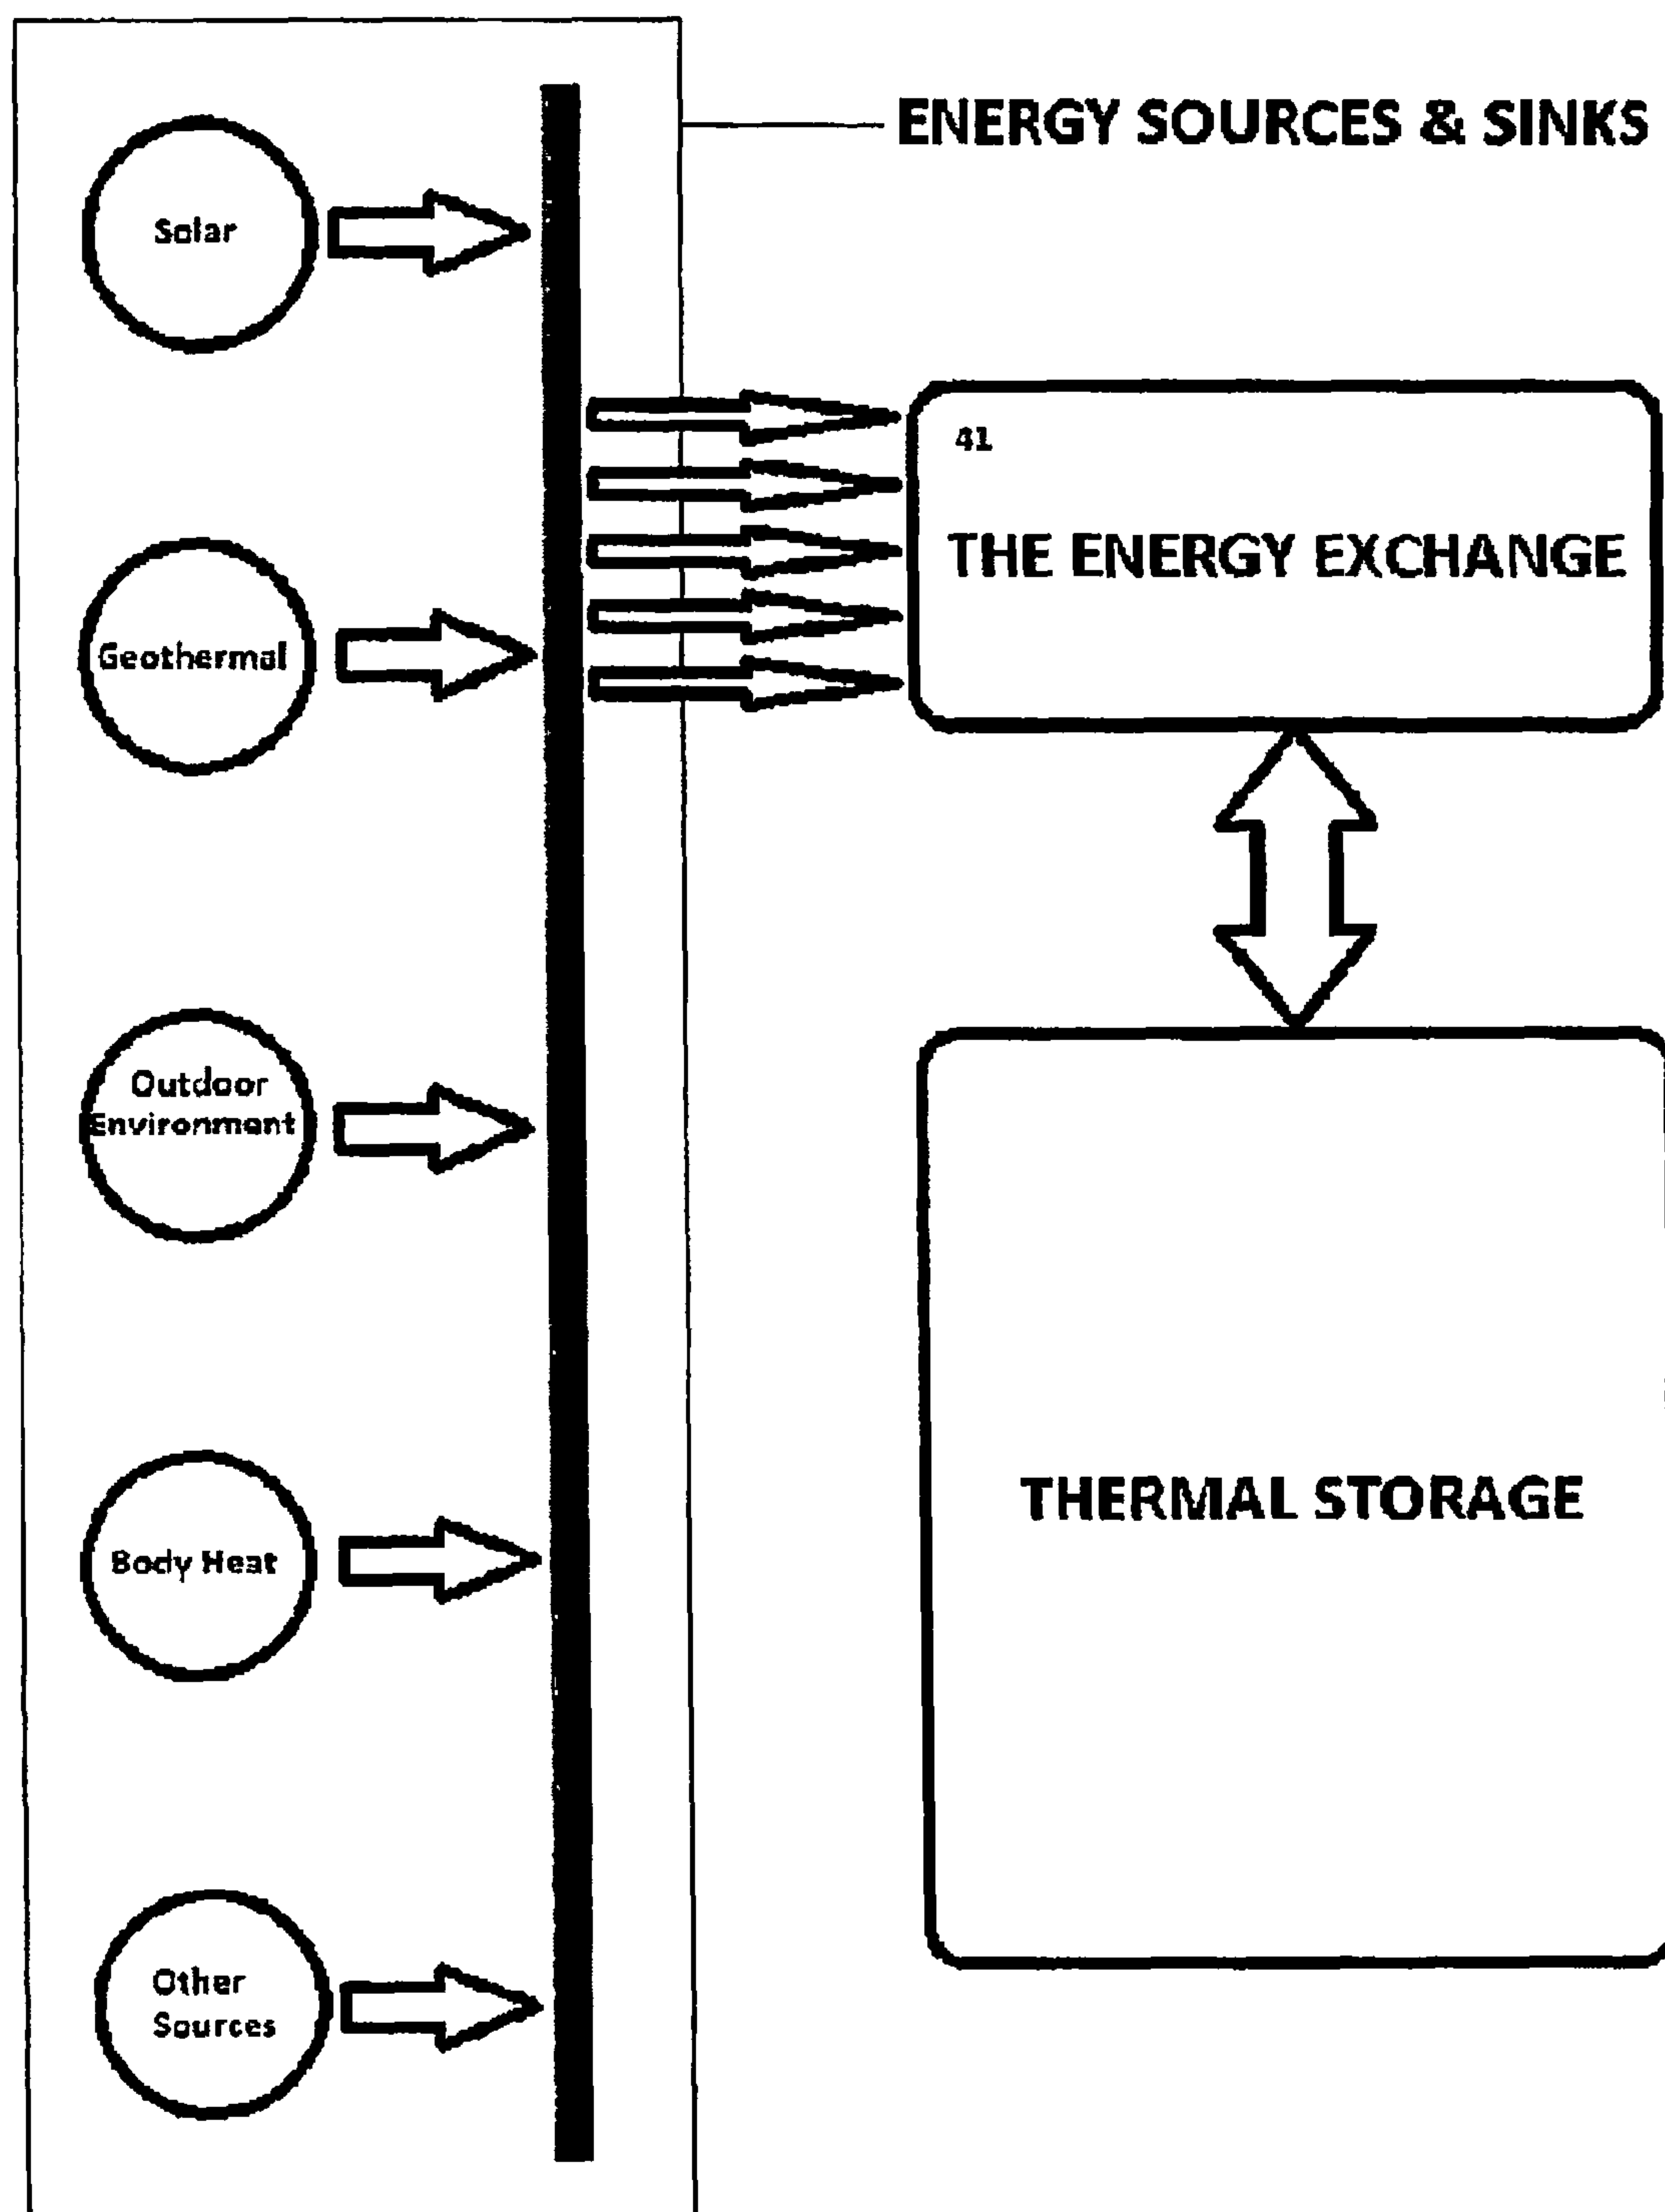 ENERGY SOURCES & SINKS
Solar
41
THE ENERGY EXCHANGE
Geothermal
Outdoor
Environment
Body Heat
THERMAL STORAGE
Other
Sources